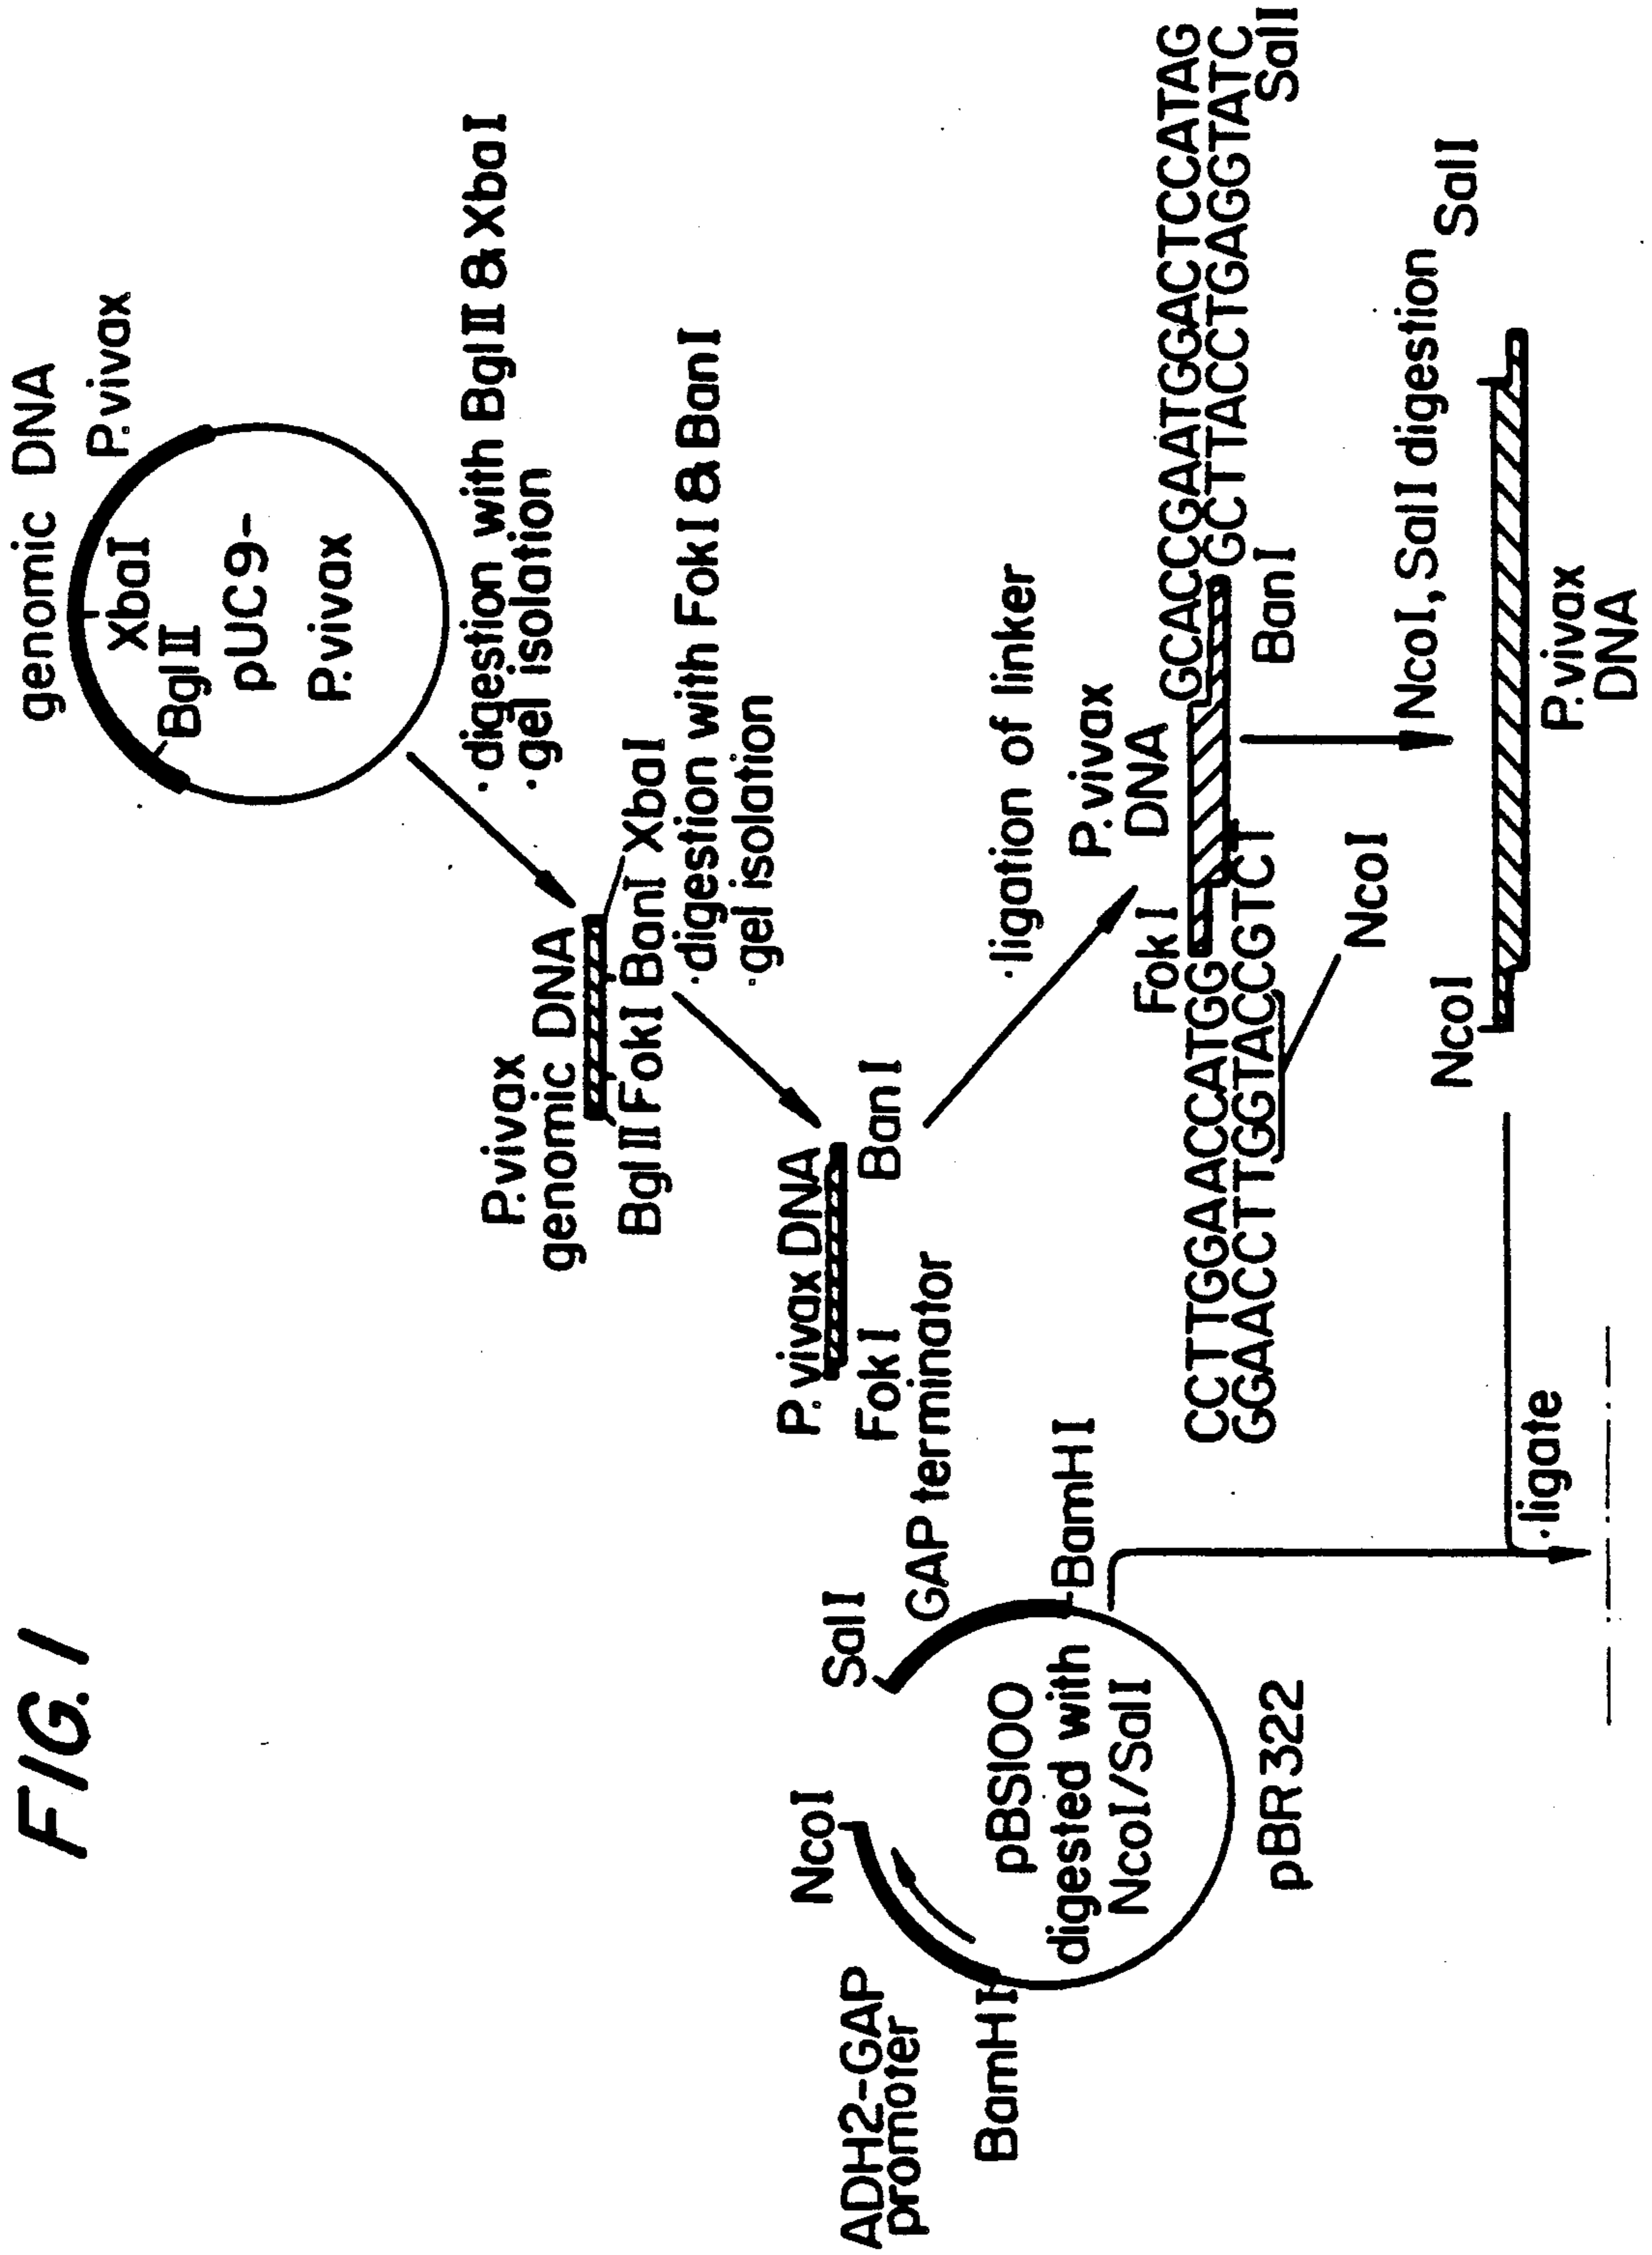 FIG. 1
genomic DNA
P. vivax
XbaI
BglII
pUC9-
P. vivax
·digestion with BglII & XbaI
·gel isolation
P. vivax
genomic DNA
BglII FokI BanI XbaI
·digestion with FokI & BanI
·gel isolation
P. vivax DNA
FokI
BanI
·ligation of linker
P. vivax
DNA
FokI
CCTTGGAACCATGG
GCACCGAATGGACTCCATAG
GGAACCTTGGTACCGTCT
GCTTACCTGAGGTATC
BanI
SalI
NcoI
NcoI, SalI digestion
NcoI
SalI
P. vivax
DNA
ADH2-GAP
promoter
NcoI
SalI
GAP terminator
BamHI
BamHI
pBS100
digested with
NcoI/SalI
pBR322
·ligate